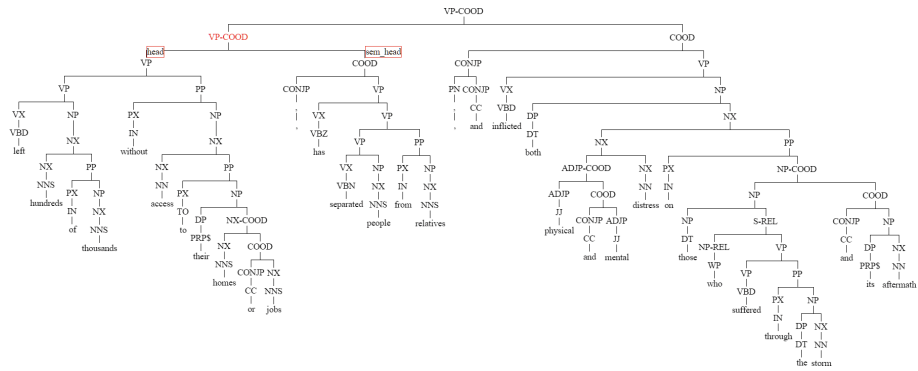 VP-COOD
VP-COOD COOD
head sem_head
VP COOD CONJP VP
VP PP CONJP VP PN CONJP VX NP
, , CC VBD
VX NP PX NP VX VP , and inflicted DP NX
VBD IN VBZ DT
left NX without NX has VP PP both NX PP
NX PP NX PP VX NP PX NP ADJP-COOD NX PX NP-COOD
NNS PX NP NN PX NP VBN NX IN NX ADJP COOD NN IN NP COOD
hundreds IN NX access TO separated NNS from NNS JJ distress on
of NNS to DP NX-COOD people relatives physical CONJP ADJP NP S-REL CONJP NP
thousands PRP$ NX COOD CC JJ DT NP-REL VP CC DP NX
their NNS CONJP NX and mental those WP VP PP and PRP$ NN
homes CC NNS who VBD PX NP its aftermath
or jobs suffered IN DP NX
through DT NN
the storm